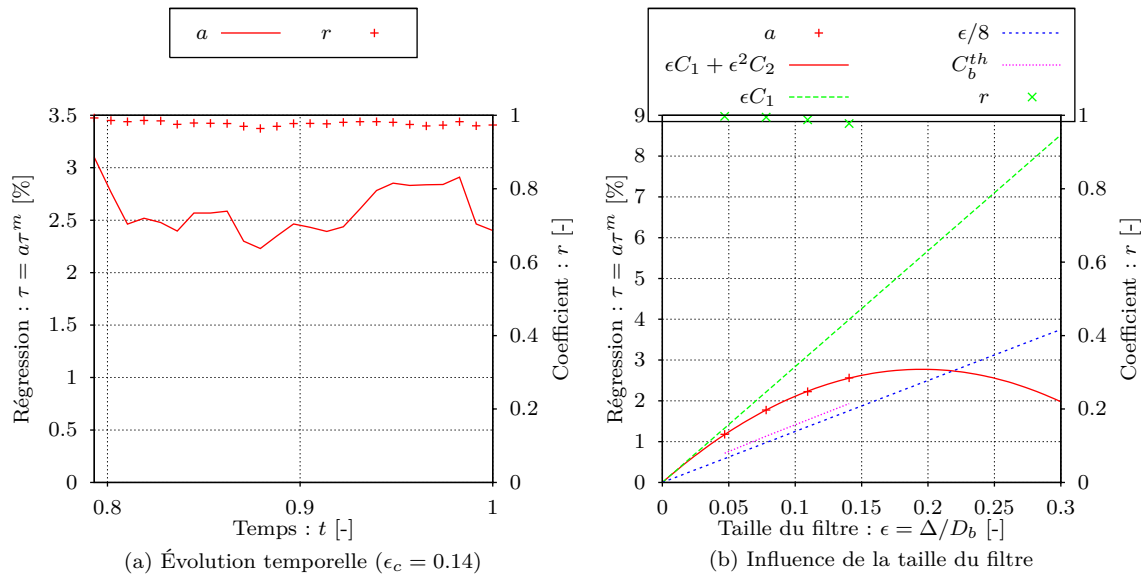 a r
a ϵ/8
ϵC₁ + ϵ²C₂ C_b^{th}
ϵC₁ r
Régression : τ = aτ^m [%]
3.5
3
2.5
2
1.5
1
0.5
0
1
0.8
0.6
0.4
0.2
0
Coefficient : r [-]
0.8 0.9 1
Temps : t [-]
(a) Évolution temporelle (ϵ_c = 0.14)
Régression : τ = aτ^m [%]
9
8
7
6
5
4
3
2
1
0
1
0.8
0.6
0.4
0.2
0
Coefficient : r [-]
0 0.05 0.1 0.15 0.2 0.25 0.3
Taille du filtre : ϵ = Δ/D_b [-]
(b) Influence de la taille du filtre